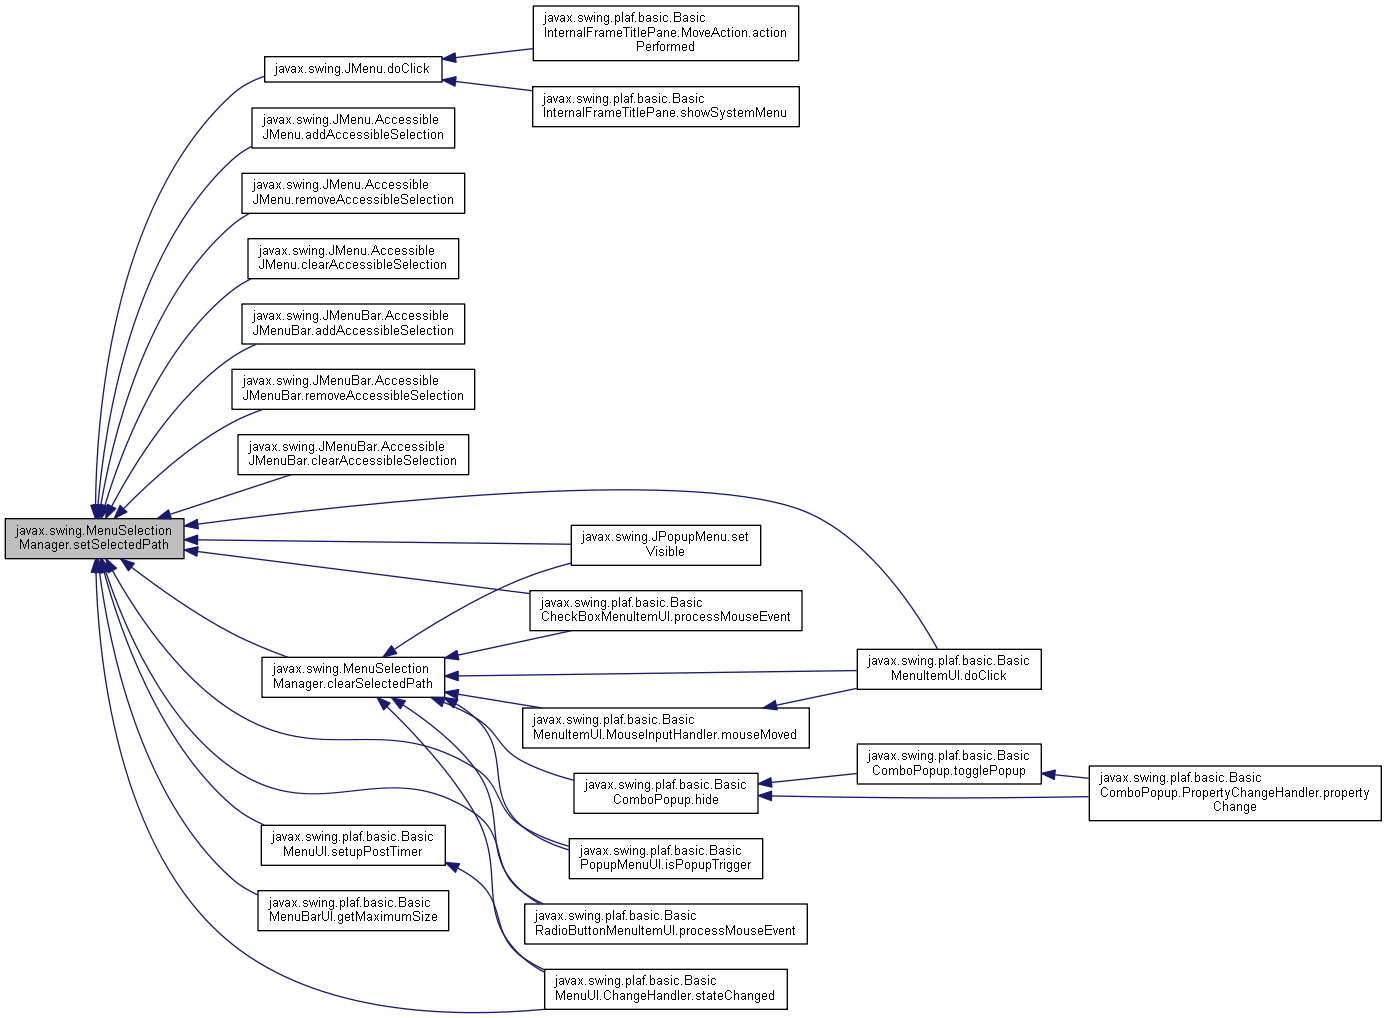 javax.swing.plaf.basic.Basic
InternalFrameTitlePane.MoveAction.action
Performed
javax.swing.JMenu.doClick
javax.swing.plaf.basic.Basic
InternalFrameTitlePane.showSystemMenu
javax.swing.JMenu.Accessible
JMenu.addAccessibleSelection
javax.swing.JMenu.Accessible
JMenu.removeAccessibleSelection
javax.swing.JMenu.Accessible
JMenu.clearAccessibleSelection
javax.swing.JMenuBar.Accessible
JMenuBar.addAccessibleSelection
javax.swing.JMenuBar.Accessible
JMenuBar.removeAccessibleSelection
javax.swing.JMenuBar.Accessible
JMenuBar.clearAccessibleSelection
javax.swing.MenuSelection
Manager.setSelectedPath
javax.swing.JPopupMenu.set
Visible
javax.swing.plaf.basic.Basic
CheckBoxMenuItemUI.processMouseEvent
javax.swing.MenuSelection
Manager.clearSelectedPath
javax.swing.plaf.basic.Basic
MenuItemUI.doClick
javax.swing.plaf.basic.Basic
MenuItemUI.MouseInputHandler.mouseMoved
javax.swing.plaf.basic.Basic
ComboPopup.togglePopup
javax.swing.plaf.basic.Basic
ComboPopup.hide
javax.swing.plaf.basic.Basic
ComboPopup.PropertyChangeHandler.property
Change
javax.swing.plaf.basic.Basic
MenuUI.setupPostTimer
javax.swing.plaf.basic.Basic
PopupMenuUI.isPopupTrigger
javax.swing.plaf.basic.Basic
MenuBarUI.getMaximumSize
javax.swing.plaf.basic.Basic
RadioButtonMenuItemUI.processMouseEvent
javax.swing.plaf.basic.Basic
MenuUI.ChangeHandler.stateChanged